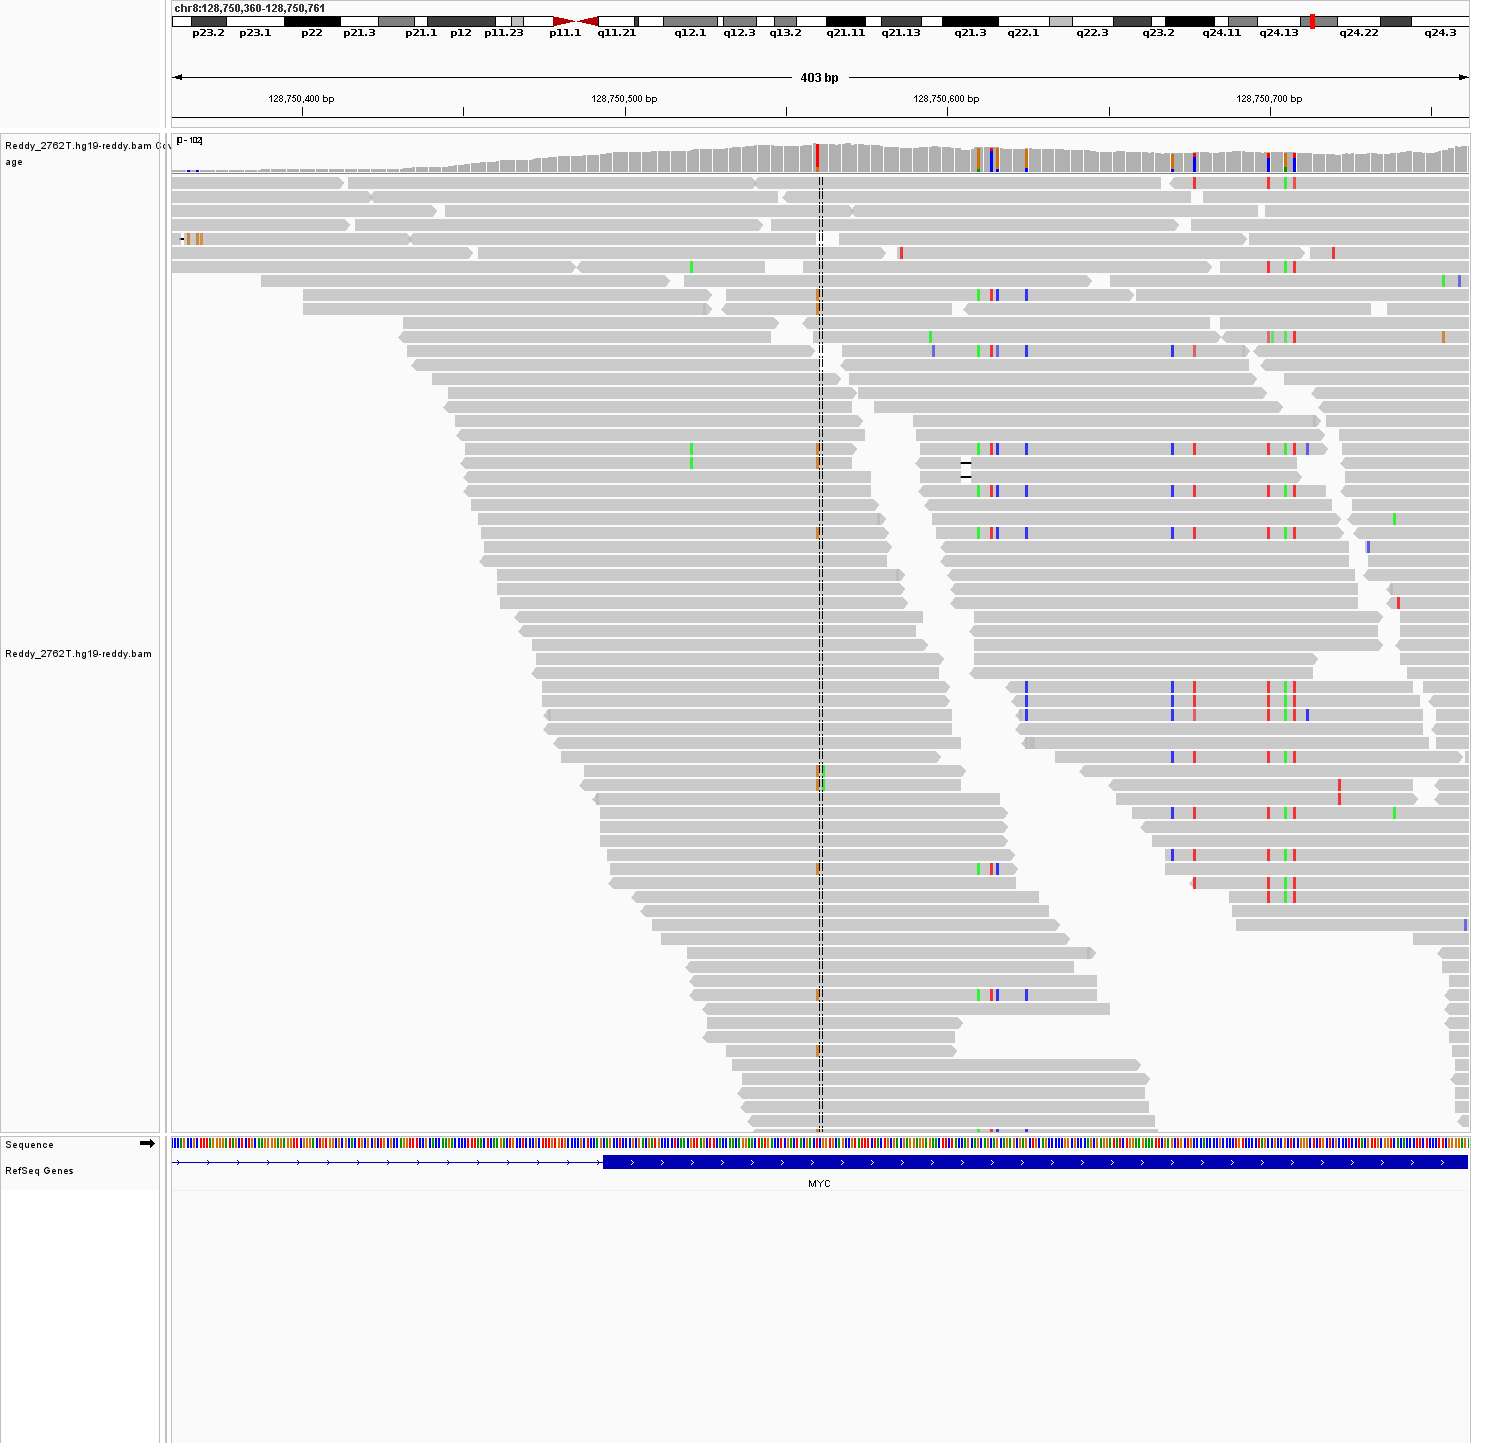 chr8:128,750,360-128,750,761
p23.2 p23.1 p22 p21.3 p21.1 p12 p11.23 p11.1 q11.21 q12.1 q12.3 q13.2 q21.11 q21.13 q21.3 q22.1 q22.3 q23.2 q24.11 q24.13 q24.22 q24.3
403 bp
128,750,400 bp 128,750,500 bp 128,750,600 bp 128,750,700 bp
[0 - 102]
Reddy_2762T.hg19-reddy.bam Cov
age
Reddy_2762T.hg19-reddy.bam
Sequence
RefSeq Genes
MYC